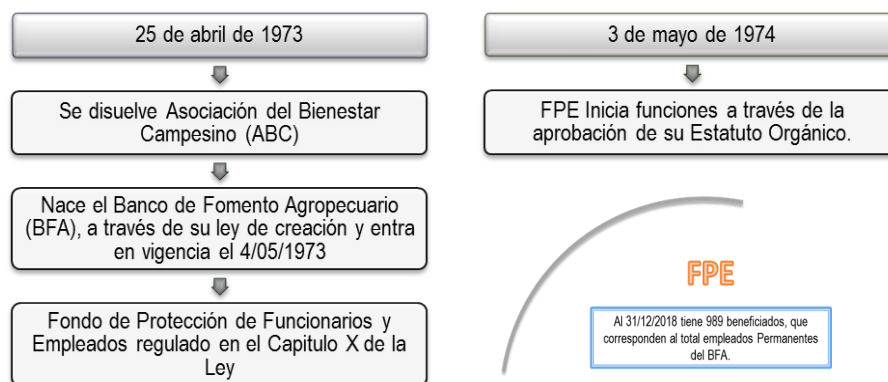 25 de abril de 1973
Se disuelve Asociación del Bienestar
Campesino (ABC)
Nace el Banco de Fomento Agropecuario
(BFA), a través de su ley de creación y entra
en vigencia el 4/05/1973
Fondo de Protección de Funcionarios y
Empleados regulado en el Capitulo X de la
Ley
3 de mayo de 1974
FPE Inicia funciones a través de la
aprobación de su Estatuto Orgánico.
FPE
Al 31/12/2018 tiene 989 beneficiados, que
corresponden al total empleados Permanentes
del BFA.